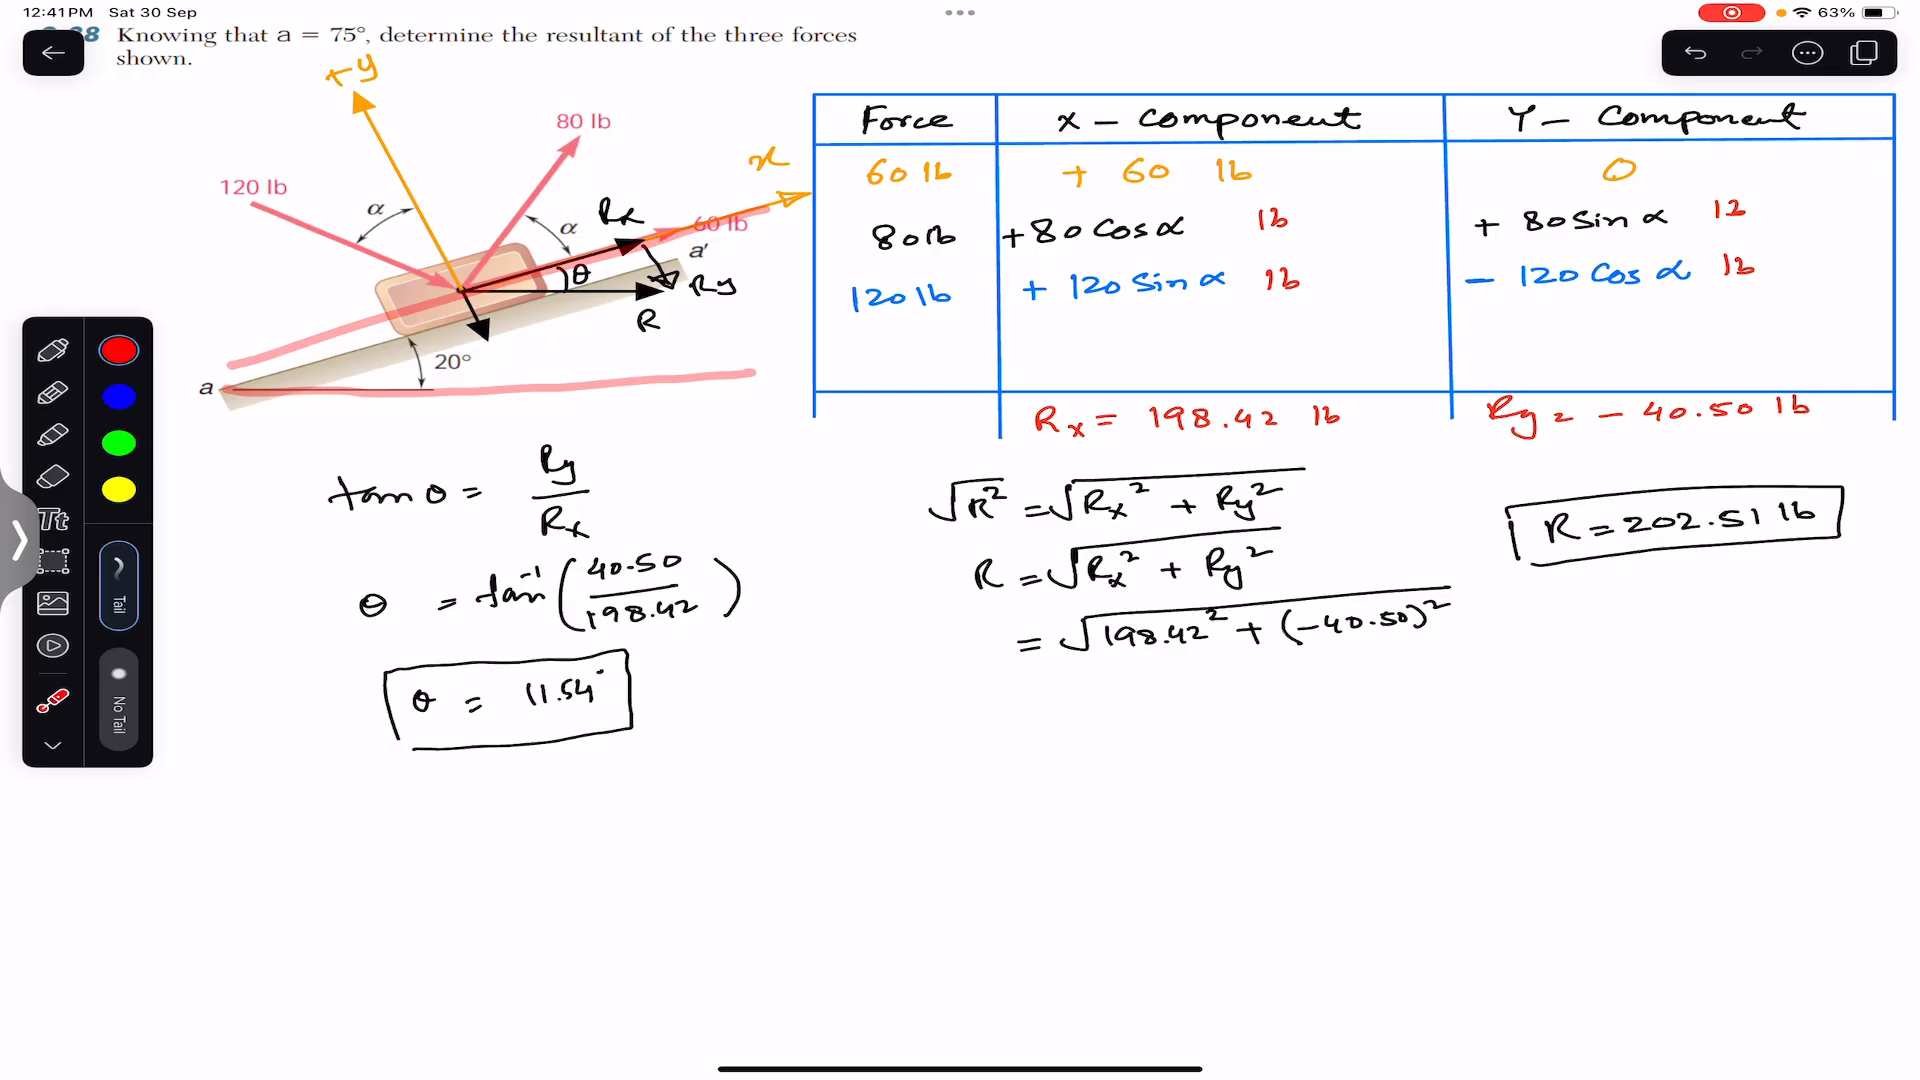 12:41 PM Sat 30 Sep
63%
38 Knowing that a = 75°, determine the resultant of the three forces
shown.
+y
80 lb
x
120 lb
α
α
Rx
60 lb
a'
θ
Ry
R
20°
a
Force X - Component Y - Component
60 lb + 60 lb 0
80 lb +80 Cos α lb + 80 Sin α lb
120 lb + 120 Sin α lb - 120 Cos α lb
Rx = 198.42 lb Ry = - 40.50 lb
tan θ = Ry / Rx
θ = tan⁻¹ (40.50 / 198.42)
θ = 11.54°
√R² = √Rx² + Ry²
R = √Rx² + Ry²
= √198.42² + (-40.50)²
R = 202.51 lb
Tt
Tail
No Tail